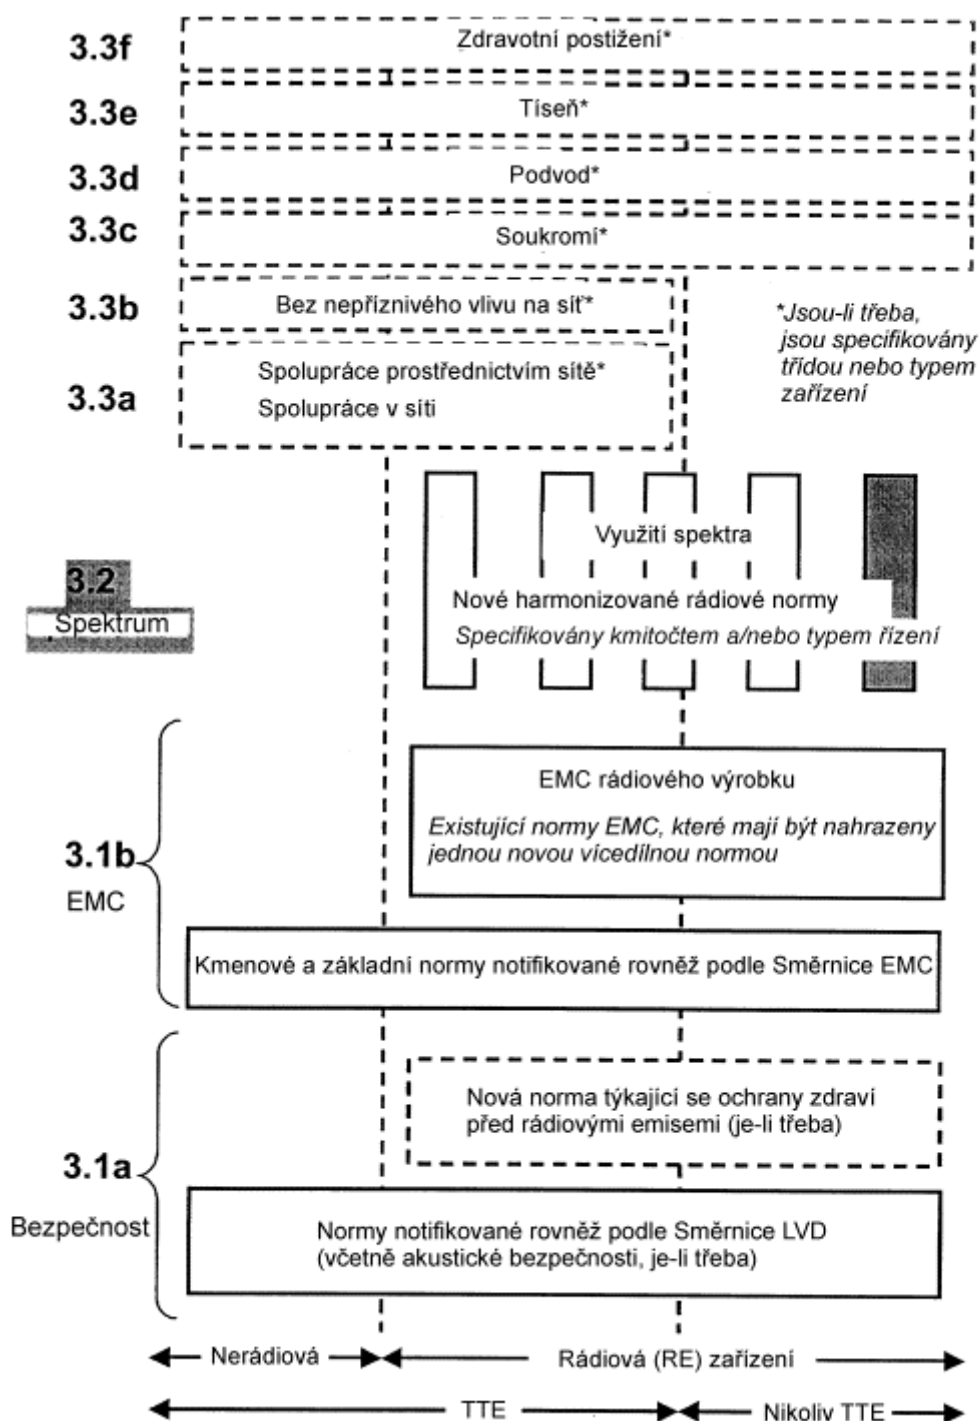 3.3f
Zdravotní postižení*
3.3e
Tíseň*
3.3d
Podvod*
3.3c
Soukromí*
3.3b
Bez nepříznivého vlivu na síť*
*Jsou-li třeba,
jsou specifikovány
třídou nebo typem
zařízení
3.3a
Spolupráce prostřednictvím sítě*
Spolupráce v síti
Využití spektra
3.2
Spektrum
Nové harmonizované rádiové normy
Specifikovány kmitočtem a/nebo typem řízení
EMC rádiového výrobku
Existující normy EMC, které mají být nahrazeny
jednou novou vícedílnou normou
3.1b
EMC
Kmenové a základní normy notifikované rovněž podle Směrnice EMC
Nová norma týkající se ochrany zdraví
před rádiovými emisemi (je-li třeba)
3.1a
Bezpečnost
Normy notifikované rovněž podle Směrnice LVD
(včetně akustické bezpečnosti, je-li třeba)
Nerádiová
Rádiová (RE) zařízení
TTE
Nikoliv TTE